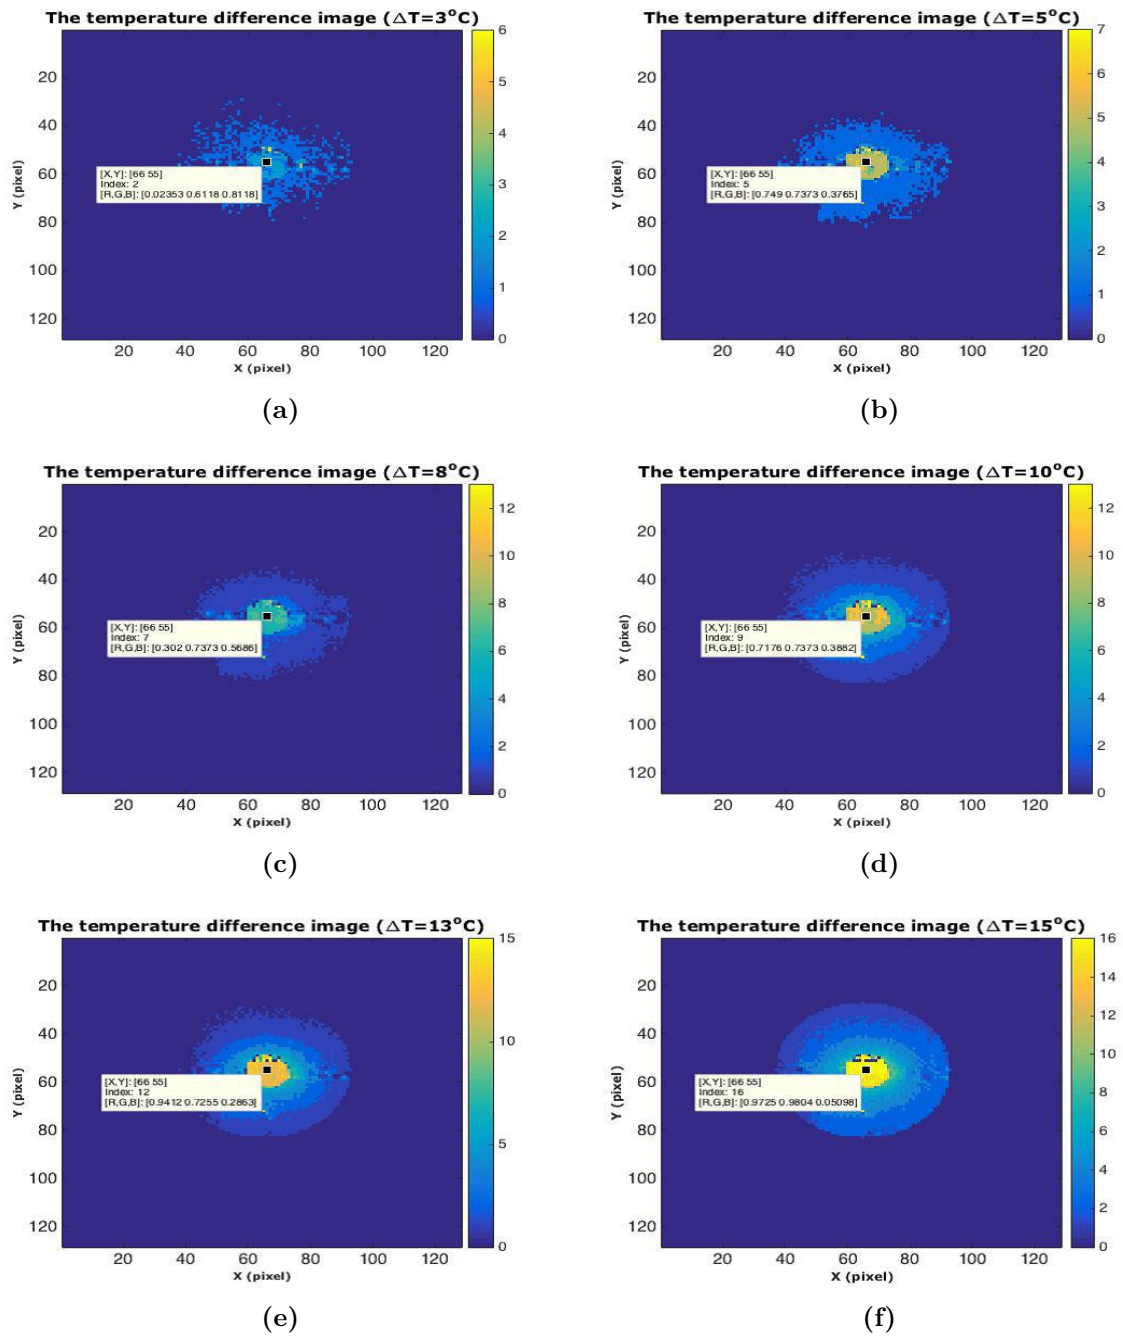 The temperature difference image (ΔT=3°C)
6
5
4
3
2
1
0
20
40
60
80
100
120
Y (pixel)
[X,Y]: [66 55]
Index: 2
[R,G,B]: [0.02353 0.6118 0.8118]
20 40 60 80 100 120
X (pixel)
(a)
The temperature difference image (ΔT=5°C)
7
6
5
4
3
2
1
0
20
40
60
80
100
120
Y (pixel)
[X,Y]: [66 55]
Index: 5
[R,G,B]: [0.749 0.7373 0.3765]
20 40 60 80 100 120
X (pixel)
(b)
The temperature difference image (ΔT=8°C)
12
10
8
6
4
2
0
20
40
60
80
100
120
Y (pixel)
[X,Y]: [66 55]
Index: 7
[R,G,B]: [0.302 0.7373 0.5686]
20 40 60 80 100 120
X (pixel)
(c)
The temperature difference image (ΔT=10°C)
12
10
8
6
4
2
0
20
40
60
80
100
120
Y (pixel)
[X,Y]: [66 55]
Index: 9
[R,G,B]: [0.7176 0.7373 0.3882]
20 40 60 80 100 120
X (pixel)
(d)
The temperature difference image (ΔT=13°C)
15
10
5
0
20
40
60
80
100
120
Y (pixel)
[X,Y]: [66 55]
Index: 12
[R,G,B]: [0.9412 0.7255 0.2863]
20 40 60 80 100 120
X (pixel)
(e)
The temperature difference image (ΔT=15°C)
16
14
12
10
8
6
4
2
0
20
40
60
80
100
120
Y (pixel)
[X,Y]: [66 55]
Index: 16
[R,G,B]: [0.9725 0.9804 0.05098]
20 40 60 80 100 120
X (pixel)
(f)